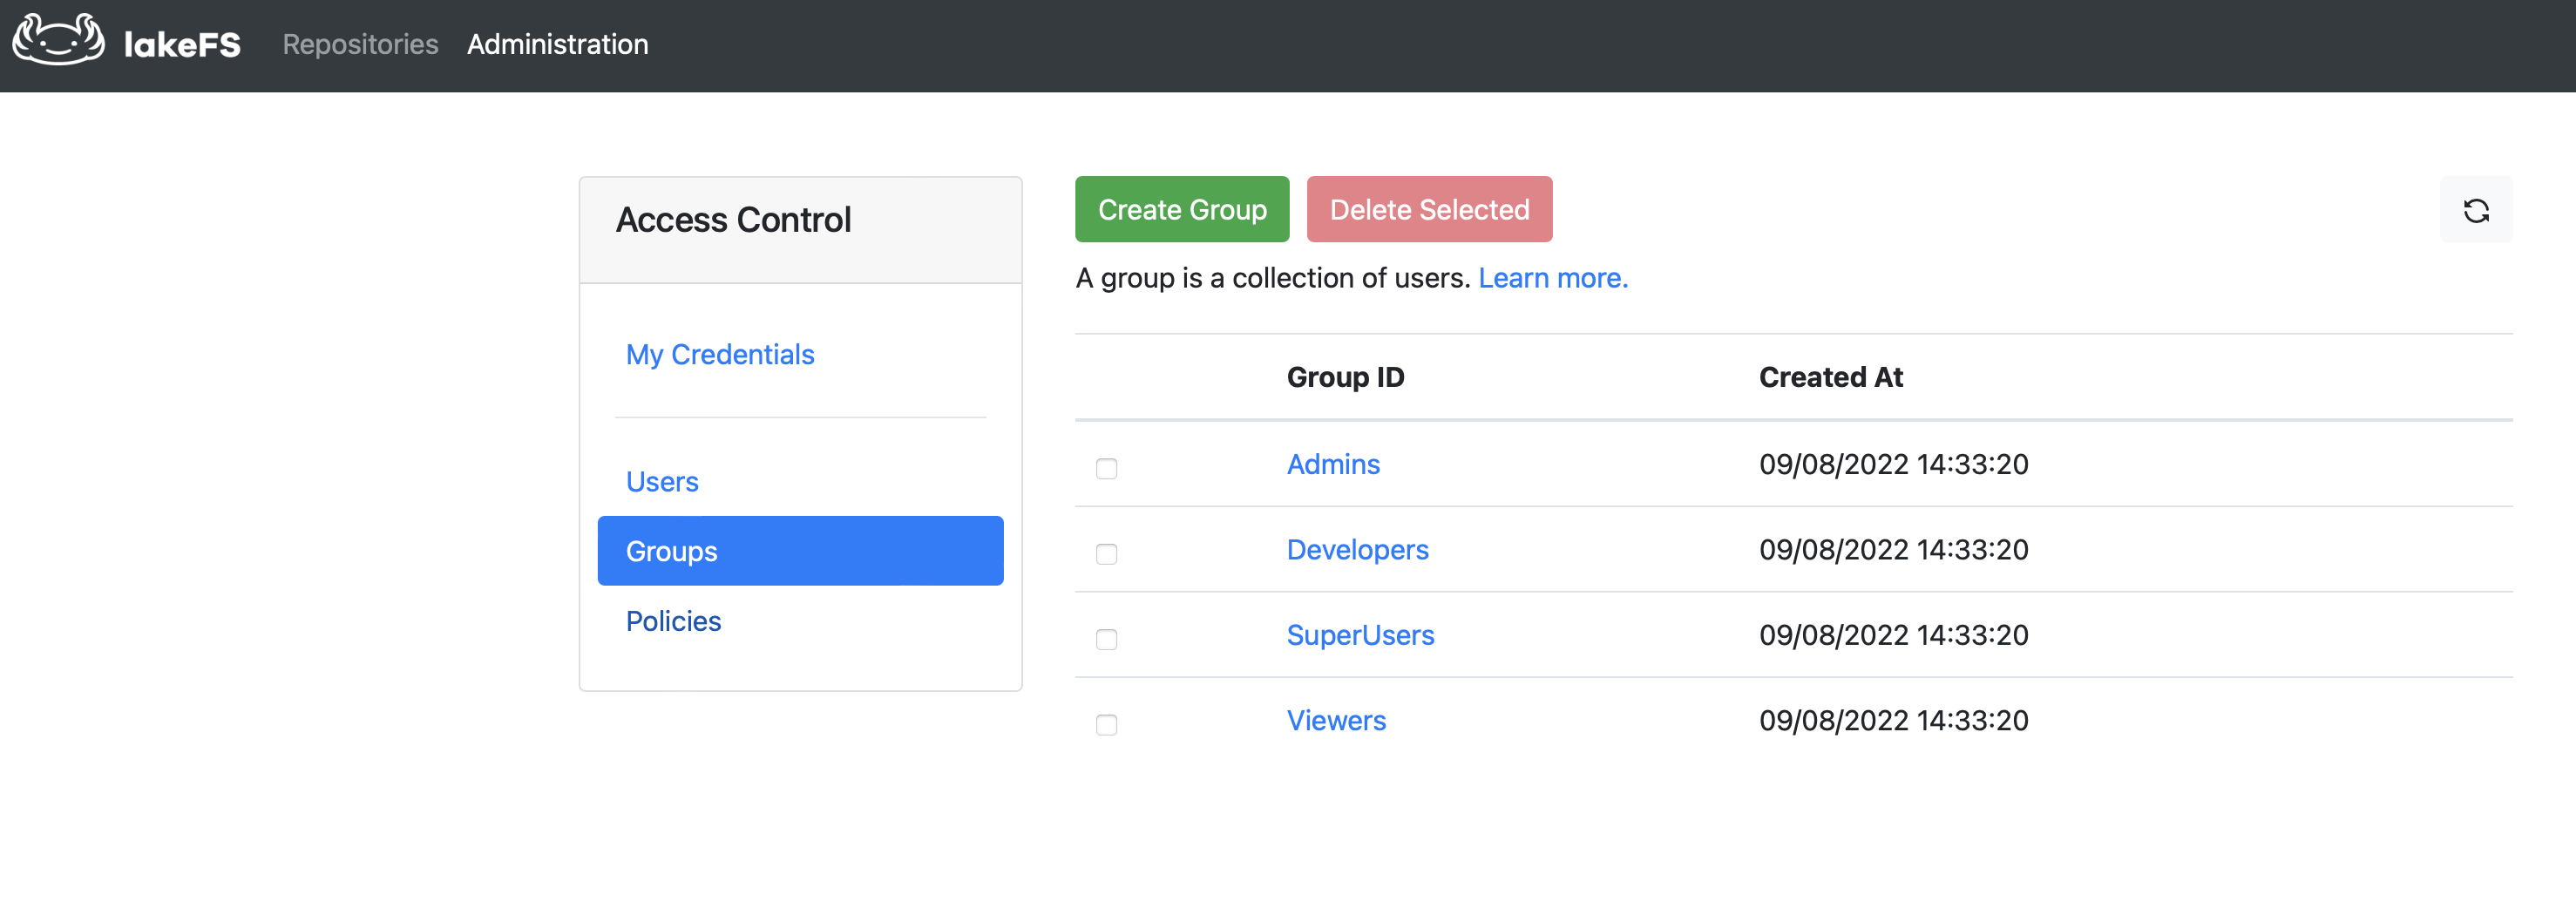 lakeFS Repositories Administration
Access Control
My Credentials
Users
Groups
Policies
Create Group Delete Selected
A group is a collection of users. Learn more.
Group ID Created At
Admins 09/08/2022 14:33:20
Developers 09/08/2022 14:33:20
SuperUsers 09/08/2022 14:33:20
Viewers 09/08/2022 14:33:20